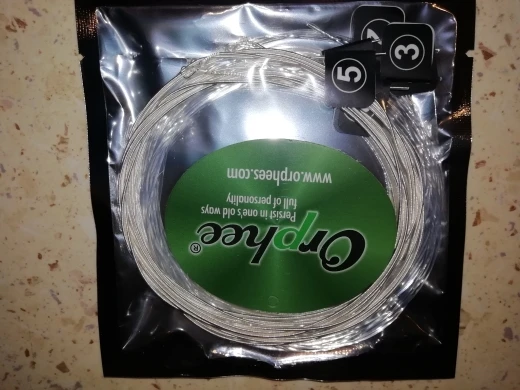 Orphee®
Persist in one's old ways
full of personality
www.orphees.com
5
3